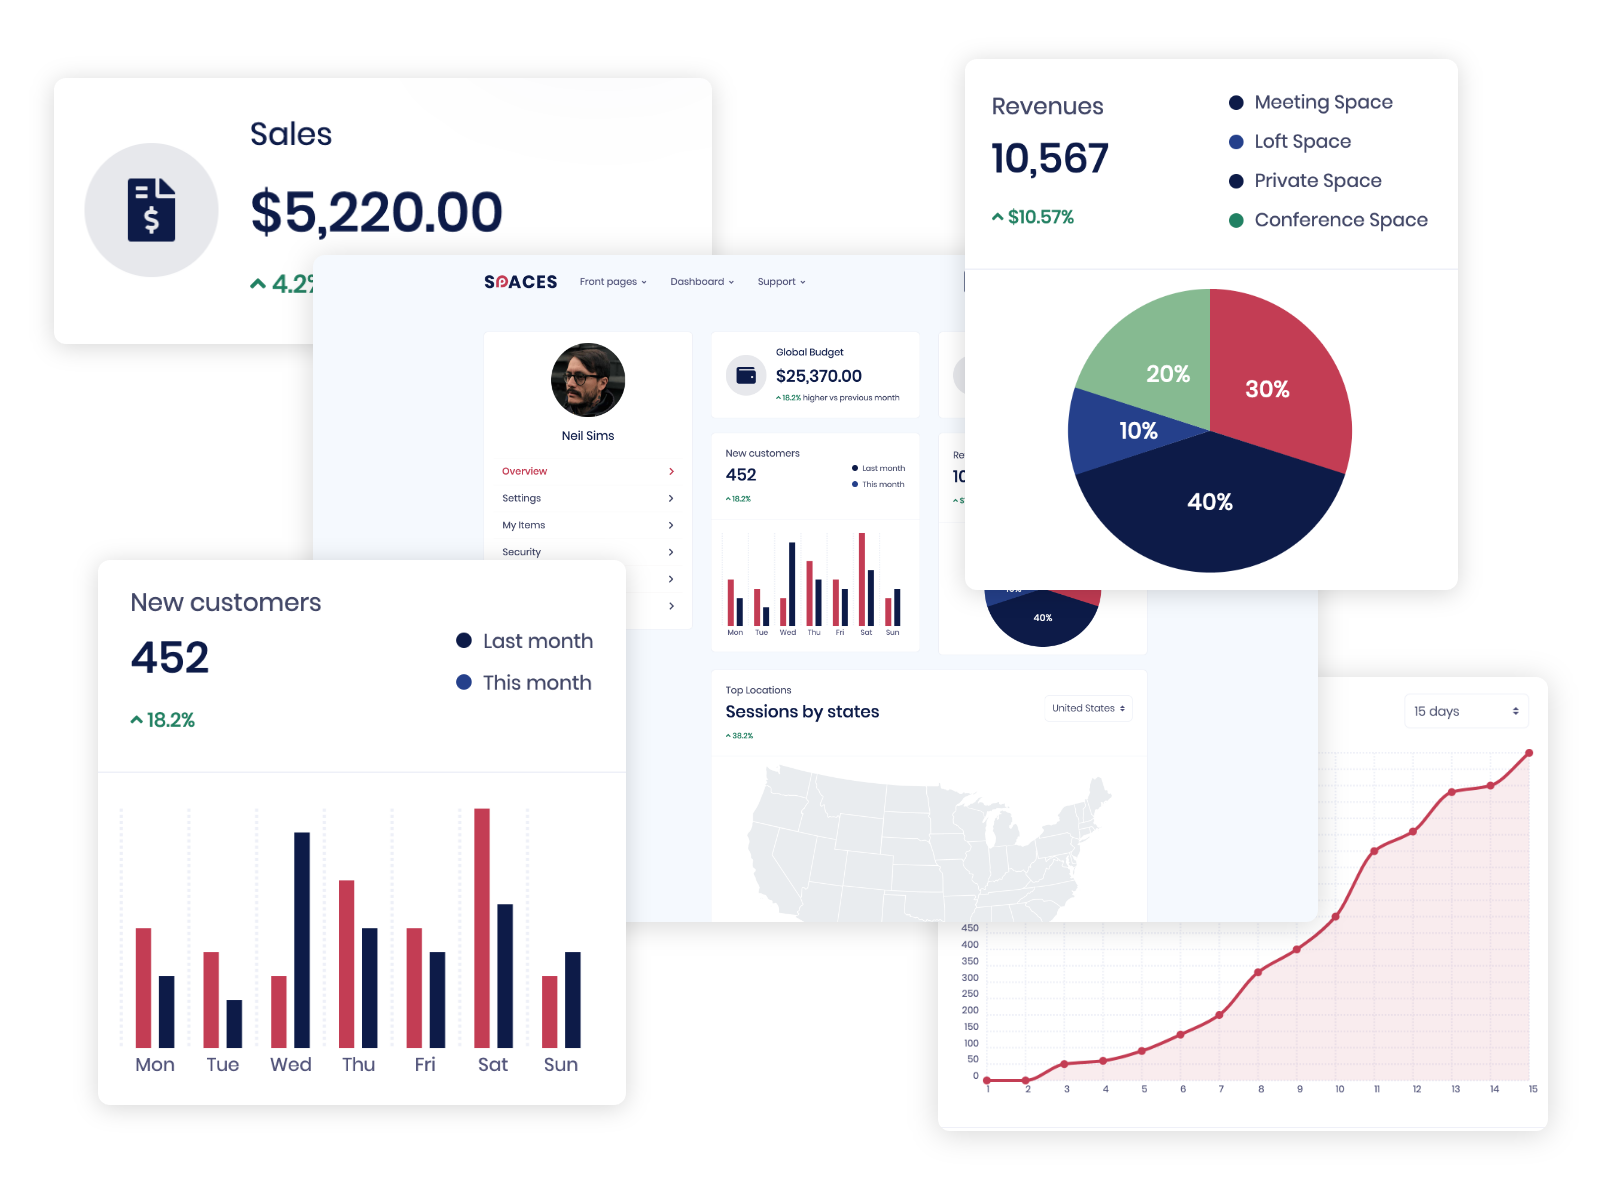 Sales
$5,220.00
4.2%
Revenues
10,567
$10.57%
Meeting Space
Loft Space
Private Space
Conference Space
20%
30%
10%
40%
SPACES
Front pages
Dashboard
Support
Neil Sims
Overview
Settings
My Items
Security
Global Budget
$25,370.00
18.2% higher vs previous month
New customers
452
18.2%
Last month
This month
Mon Tue Wed Thu Fri Sat Sun
Re
10
40%
Top Locations
Sessions by states
38.2%
United States
New customers
452
18.2%
Last month
This month
Mon Tue Wed Thu Fri Sat Sun
15 days
450
400
350
300
250
200
150
100
50
0
1 2 3 4 5 6 7 8 9 10 11 12 13 14 15